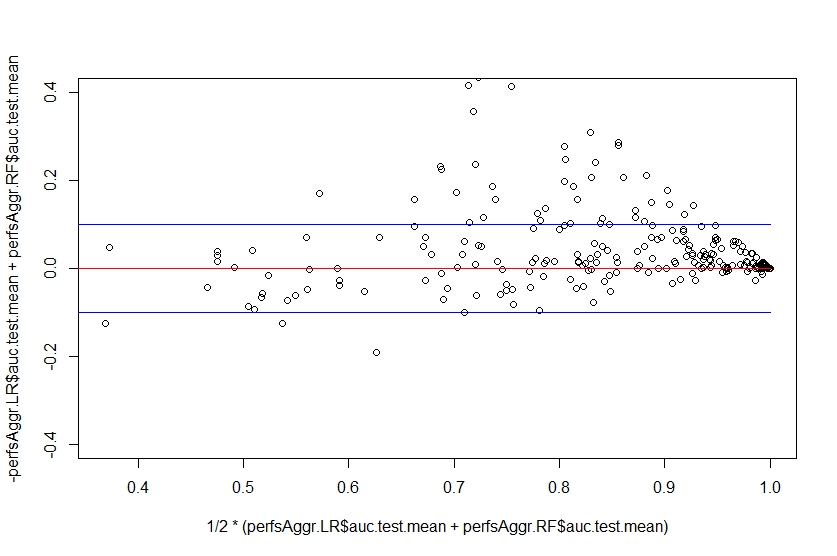 -perfsAggr.LR$auc.test.mean + perfsAggr.RF$auc.test.mean
0.4
0.2
0.0
-0.2
-0.4
0.4 0.5 0.6 0.7 0.8 0.9 1.0
1/2 * (perfsAggr.LR$auc.test.mean + perfsAggr.RF$auc.test.mean)